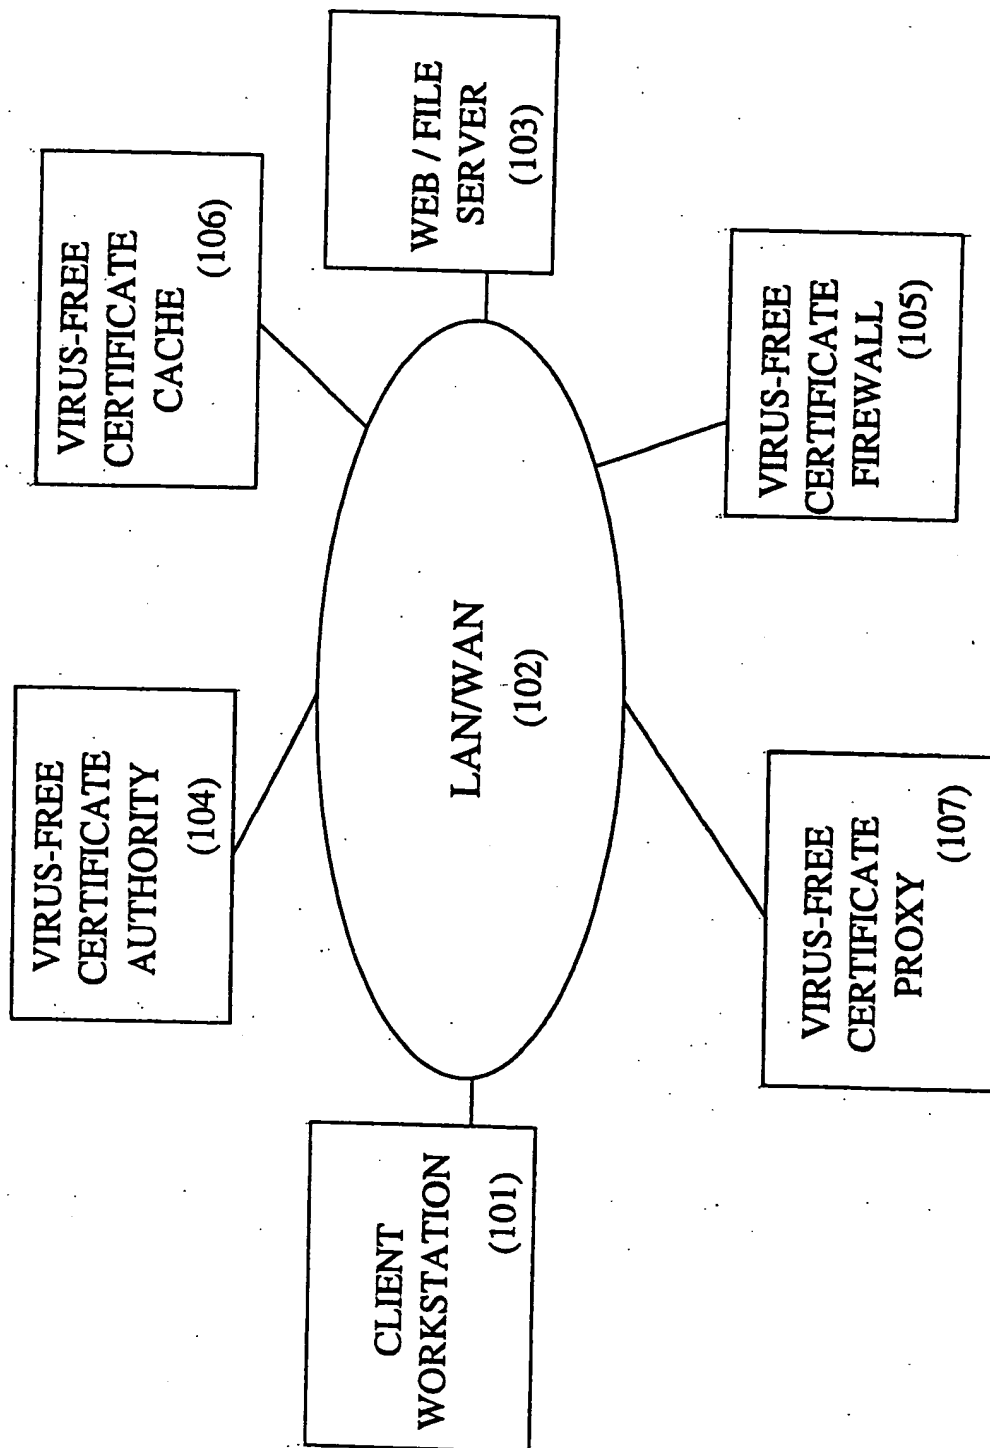 VIRUS-FREE
CERTIFICATE
AUTHORITY
(104)
VIRUS-FREE
CERTIFICATE
CACHE
(106)
CLIENT
WORKSTATION
(101)
LAN/WAN
(102)
WEB / FILE
SERVER
(103)
VIRUS-FREE
CERTIFICATE
PROXY
(107)
VIRUS-FREE
CERTIFICATE
FIREWALL
(105)